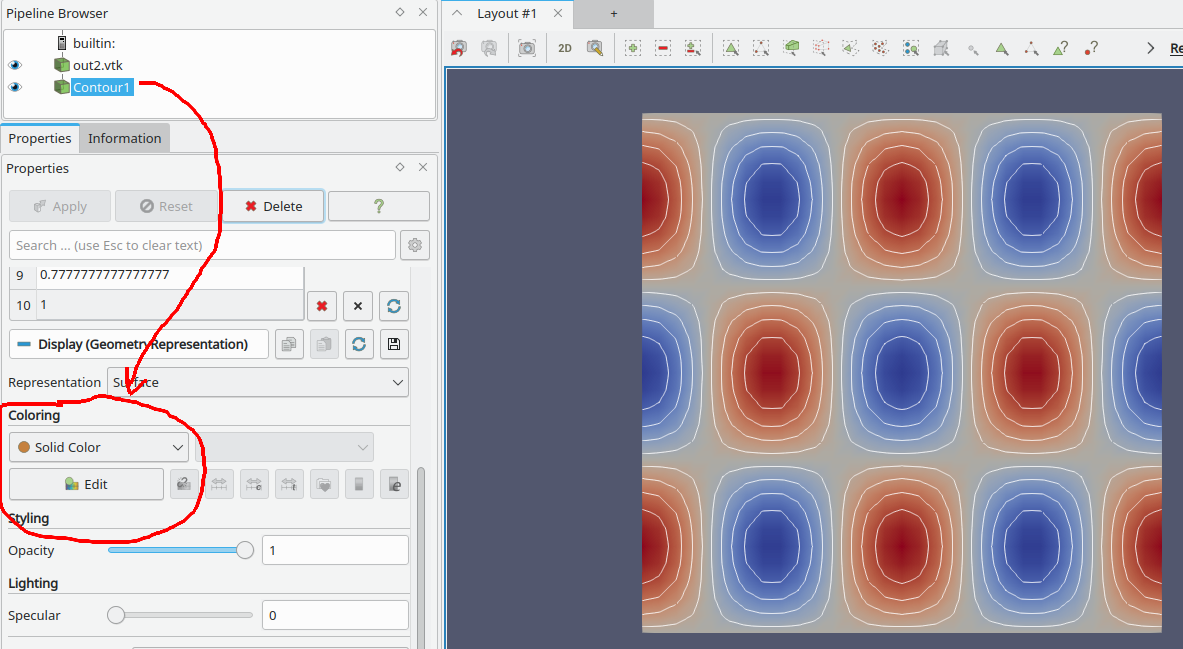 Pipeline Browser
Layout #1
+
builtin:
out2.vtk
Contour1
2D
Re
Properties
Information
Properties
Apply
Reset
Delete
?
Search ... (use Esc to clear text)
9 0.7777777777777777
10 1
Display (Geometry Representation)
Representation Surface
Coloring
Solid Color
Edit
Styling
Opacity 1
Lighting
Specular 0